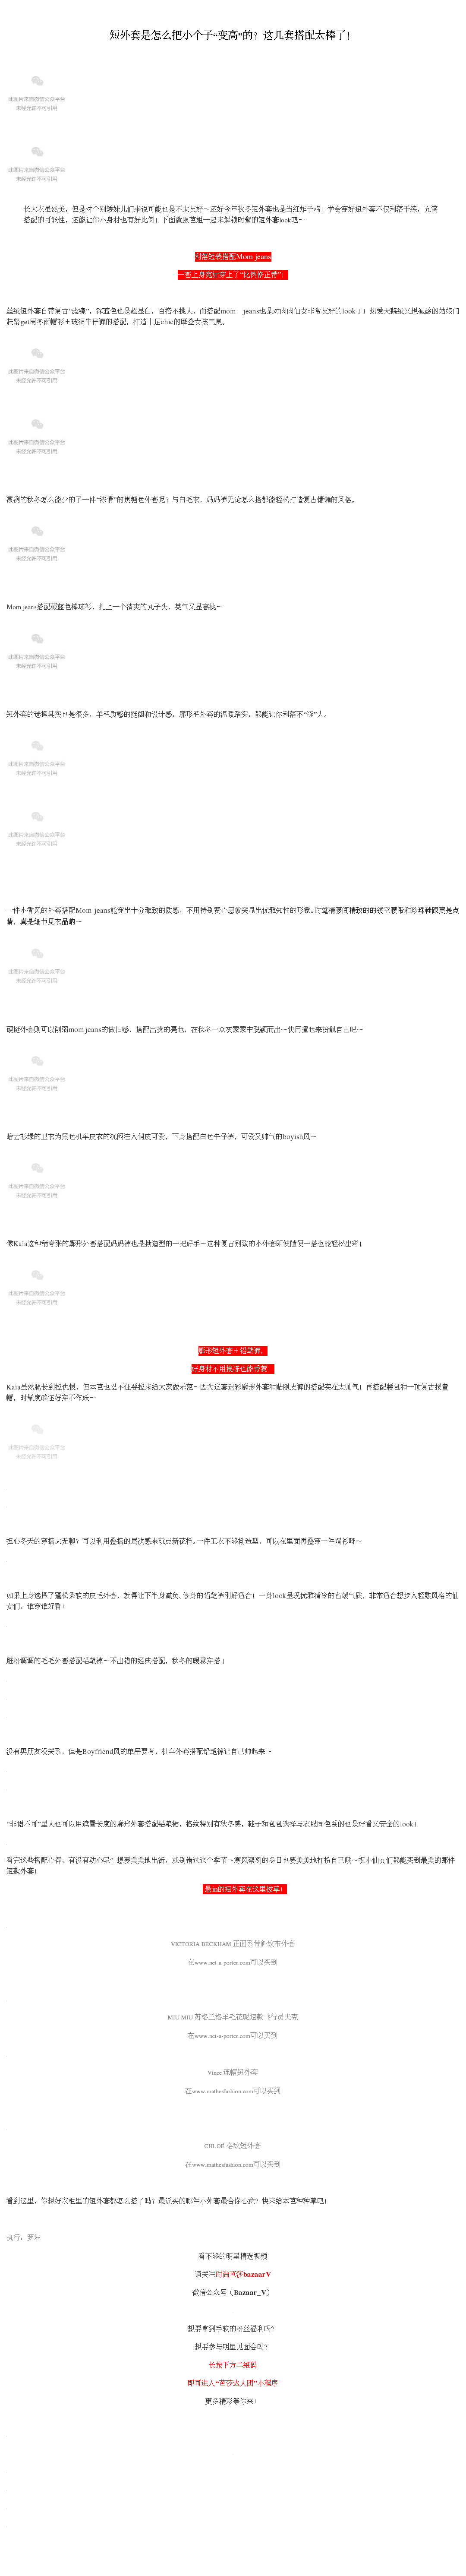 短外套是怎么把小个子“变高”的？这几套搭配太棒了！
此图片来自微信公众平台
未经允许不可引用
此图片来自微信公众平台
未经允许不可引用
长大衣虽然美，但是对个别矮妹儿们来说可能也是不太友好～还好今年秋冬短外套也是当红炸子鸡！学会穿好短外套不仅利落干练，充满
搭配的可能性，还能让你小身材也有好比例！下面就跟芭姐一起来解锁时髦的短外套look吧～
利落短装搭配Mom jeans
一套上身宛如穿上了“比例修正带”！
丝绒短外套自带复古“滤镜”，深蓝色也是超显白，百搭不挑人，而搭配mom jeans也是对肉肉仙女非常友好的look了！热爱天鹅绒又想减龄的姑娘们
赶紧get厚冬雨帽衫＋破洞牛仔裤的搭配，打造十足chic的摩登女孩气息。
此图片来自微信公众平台
未经允许不可引用
此图片来自微信公众平台
未经允许不可引用
凛冽的秋冬怎么能少的了一件“浓情”的焦糖色外套呢？与白毛衣、妈妈裤无论怎么搭都能轻松打造复古慵懒的风格。
此图片来自微信公众平台
未经允许不可引用
Mom jeans搭配藏蓝色棒球衫，扎上一个清爽的丸子头，英气又显高挑～
此图片来自微信公众平台
未经允许不可引用
短外套的选择其实也是很多，羊毛质感的挺阔和设计感，廓形毛外套的温暖踏实，都能让你利落不“冻”人。
此图片来自微信公众平台
未经允许不可引用
此图片来自微信公众平台
未经允许不可引用
一件小香风的外套搭配Mom jeans能穿出十分雅致的质感，不用特别费心思就突显出优雅知性的形象。时髦精腰间精致的的镂空腰带和珍珠鞋跟更是点
睛，真是细节见衣品的～
此图片来自微信公众平台
未经允许不可引用
硬挺外套则可以削弱mom jeans的做旧感，搭配出挑的亮色，在秋冬一众灰蒙蒙中脱颖而出～快用撞色来扮靓自己吧～
此图片来自微信公众平台
未经允许不可引用
暗云衫绿的卫衣为黑色机车皮衣的沉闷注入俏皮可爱，下身搭配白色牛仔裤，可爱又帅气的boyish风～
此图片来自微信公众平台
未经允许不可引用
像Kaia这种稍夸张的廓形外套搭配妈妈裤也是拗造型的一把好手～这种复古别致的小外套即使随便一搭也能轻松出彩！
此图片来自微信公众平台
未经允许不可引用
廓形短外套＋铅笔裤，
好身材不用挨冻也能秀意！
Kaia虽然腿长到拉仇恨，但本芭也忍不住要拉来给大家做示范～因为这套迷彩廓形外套和贴腿皮裤的搭配实在太帅气！再搭配腰包和一顶复古报童
帽，时髦度够还好穿不作妖～
此图片来自微信公众平台
未经允许不可引用
担心冬天的穿搭太无聊？可以利用叠搭的层次感来玩点新花样。一件卫衣不够拗造型，可以在里面再叠穿一件帽衫呀～
如果上身选择了蓬松柔软的皮毛外套，就得让下半身减负。修身的铅笔裤刚好适合！一身look呈现优雅清冷的名媛气质，非常适合想步入轻熟风格的仙
女们，谁穿谁好看！
脏粉调调的毛毛外套搭配铅笔裤～不出错的经典搭配，秋冬的暖意穿搭！
没有男朋友没关系，但是Boyfriend风的单品要有，机车外套搭配铅笔裤让自己帅起来～
“非裙不可”星人也可以用遮臀长度的廓形外套搭配铅笔裙，格纹特别有秋冬感，鞋子和包包选择与衣服同色系的也是好看又安全的look！
看完这些搭配心得，有没有动心呢？想要美美地出街，就别错过这个季节～寒风凛冽的冬日也要美美地打扮自己哦～祝小仙女们都能买到最美的那件
短款外套！
最in的短外套在这里拔草！
VICTORIA BECKHAM 正面系带斜纹布外套
在www.net-a-porter.com可以买到
MIU MIU 苏格兰格羊毛花呢短款飞行员夹克
在www.net-a-porter.com可以买到
Vince 连帽短外套
在www.mathesfashion.com可以买到
CHLOÉ 格纹短外套
在www.mathesfashion.com可以买到
看到这里，你想好衣柜里的短外套都怎么搭了吗？最近买的哪件小外套最合你心意？快来给本芭种种草吧！
执行，罗琳
看不够的明星精选视频
请关注时尚芭莎bazaarV
微信公众号（Bazaar_V）
想要拿到手软的粉丝福利吗？
想要参与明星见面会吗？
长按下方二维码
即可进入“芭莎达人团”小程序
更多精彩等你来！